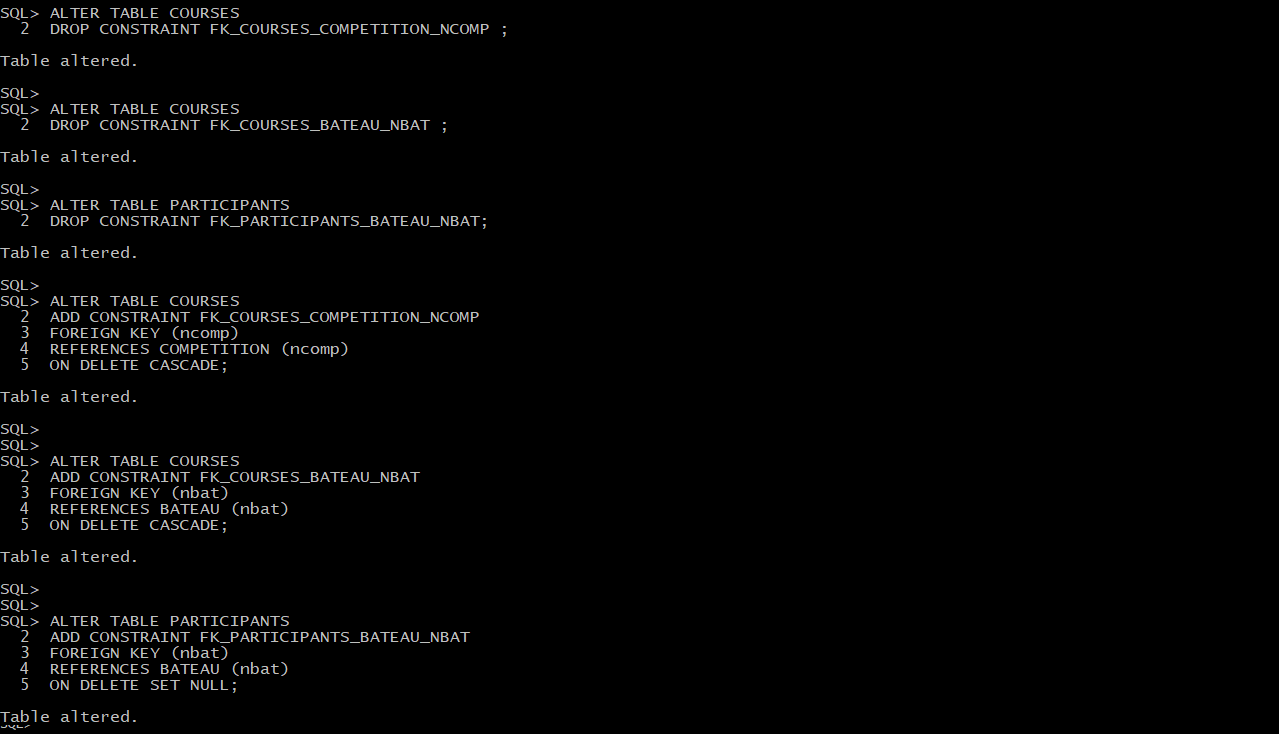 SQL> ALTER TABLE COURSES
2 DROP CONSTRAINT FK_COURSES_COMPETITION_NCOMP ;
Table altered.
SQL>
SQL> ALTER TABLE COURSES
2 DROP CONSTRAINT FK_COURSES_BATEAU_NBAT ;
Table altered.
SQL>
SQL> ALTER TABLE PARTICIPANTS
2 DROP CONSTRAINT FK_PARTICIPANTS_BATEAU_NBAT;
Table altered.
SQL>
SQL> ALTER TABLE COURSES
2 ADD CONSTRAINT FK_COURSES_COMPETITION_NCOMP
3 FOREIGN KEY (ncomp)
4 REFERENCES COMPETITION (ncomp)
5 ON DELETE CASCADE;
Table altered.
SQL>
SQL>
SQL> ALTER TABLE COURSES
2 ADD CONSTRAINT FK_COURSES_BATEAU_NBAT
3 FOREIGN KEY (nbat)
4 REFERENCES BATEAU (nbat)
5 ON DELETE CASCADE;
Table altered.
SQL>
SQL>
SQL> ALTER TABLE PARTICIPANTS
2 ADD CONSTRAINT FK_PARTICIPANTS_BATEAU_NBAT
3 FOREIGN KEY (nbat)
4 REFERENCES BATEAU (nbat)
5 ON DELETE SET NULL;
Table altered.
SQL>